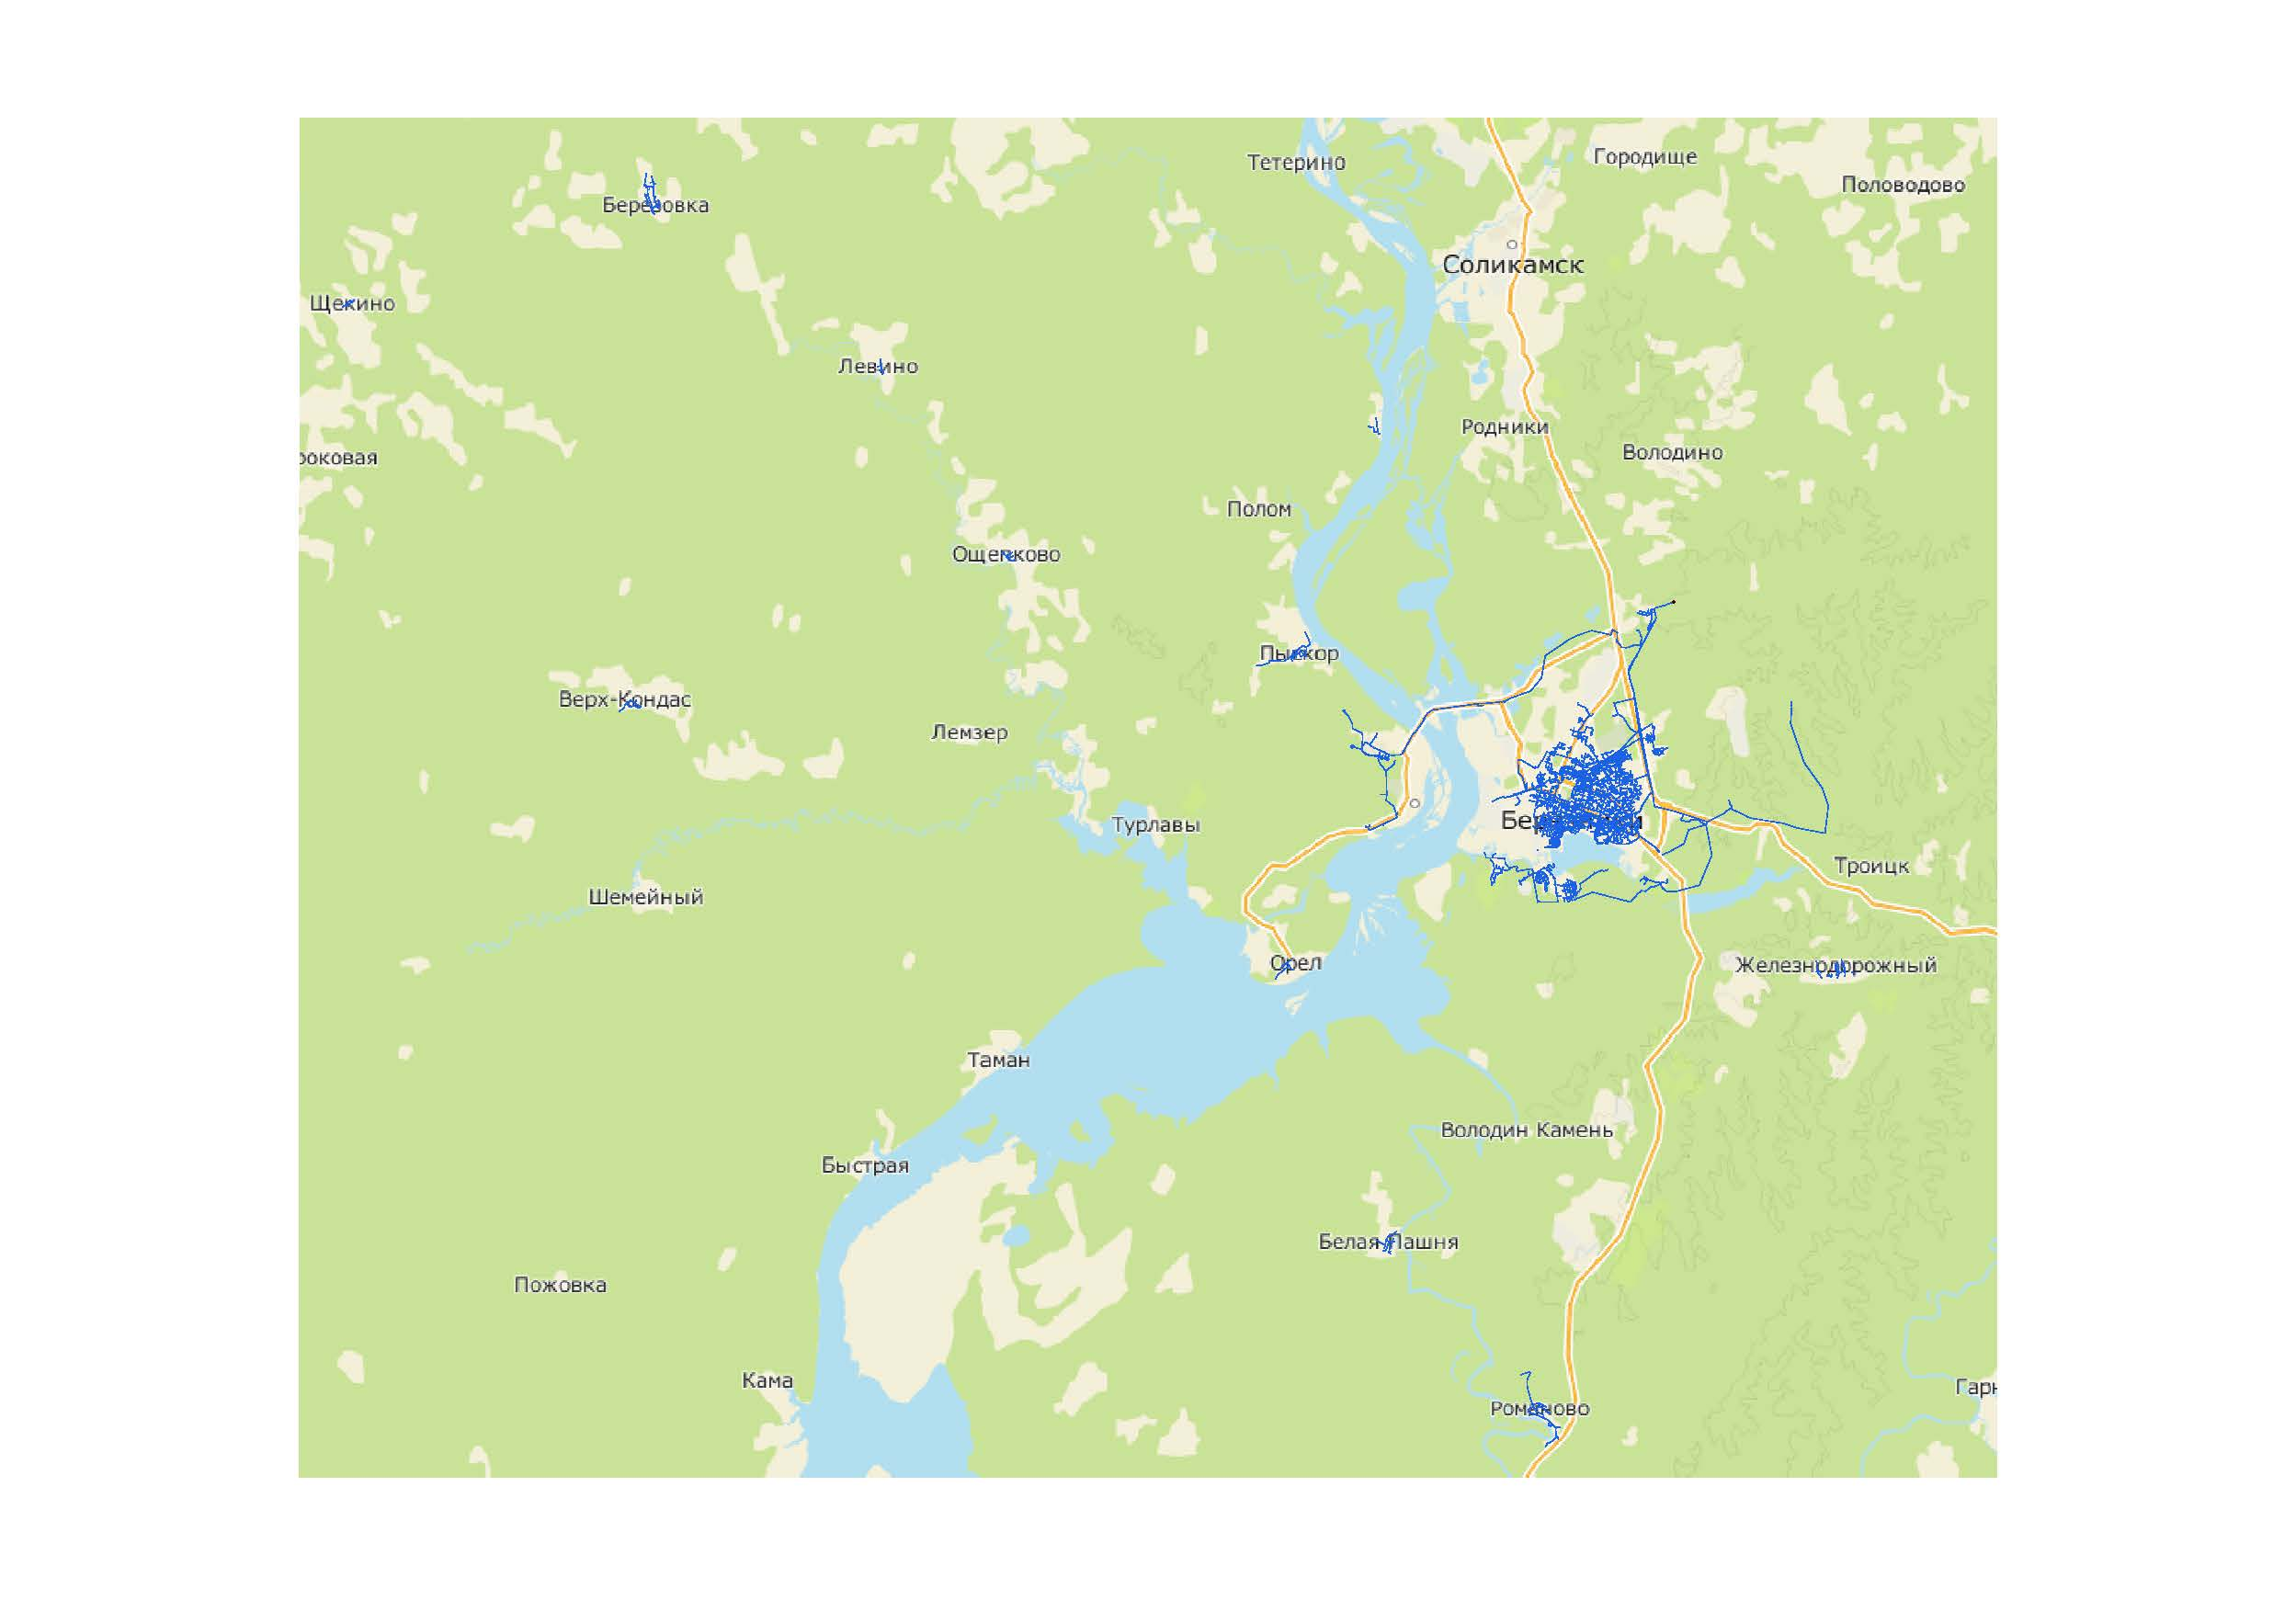 Тетерино
Городище
Половодово
Березовка
Соликамск
Щекино
Левино
Родники
Володино
роковая
Полом
Ощепково
Пыскор
Верх-Кондас
Лемзер
Березники
Турлавы
Троицк
Шемейный
Орел
Железнодорожный
Таман
Володин Камень
Быстрая
Белая Пашня
Пожовка
Кама
Гарн
Романово